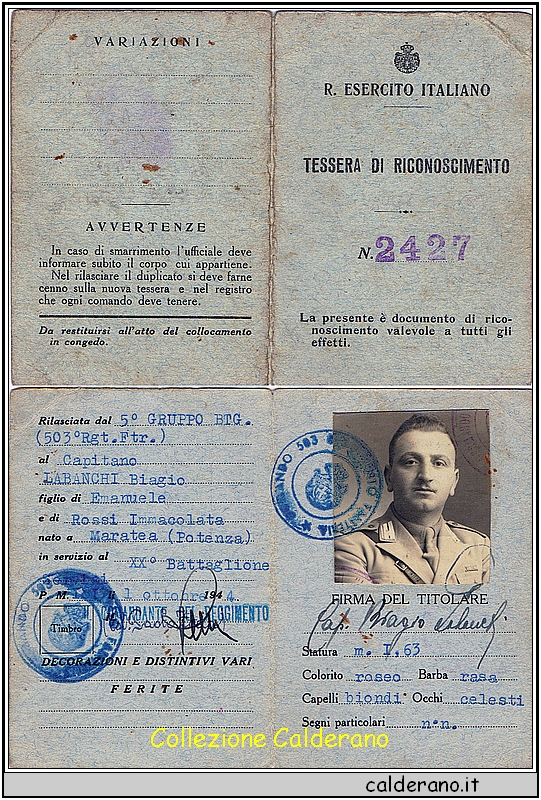 VARIAZIONI
AVVERTENZE
In caso di smarrimento l'ufficiale deve
informare subito il corpo cui appartiene.
Nel rilasciare il duplicato si deve farne
cenno sulla nuova tessera e nel registro
che ogni comando deve tenere.
Da restituirsi all'atto del collocamento
in congedo.
R. ESERCITO ITALIANO
TESSERA DI RICONOSCIMENTO
N. 2427
La presente è documento di rico-
noscimento valevole a tutti gli
effetti.
Rilasciata dal 5° GRUPPO BTG.
(503°Rgt.Ftr.)
al Capitano
LABANCHI Biagio
figlio di Emanuele
e di Rossi Immacolata
nato a Maratea (Potenza)
in servizio al XX° Battaglione
servizi
P. M. 51 li 1 ottobre 1944
IL COMANDANTE DEL REGGIMENTO
Timbro
DECORAZIONI E DISTINTIVI VARI
FERITE
COMANDO 503
FIRMA DEL TITOLARE
Cap. Biagio Labanchi
Statura m. I,63
Colorito roseo Barba rasa
Capelli biondi Occhi celesti
Segni particolari n.n.
Collezione Calderano
calderano.it